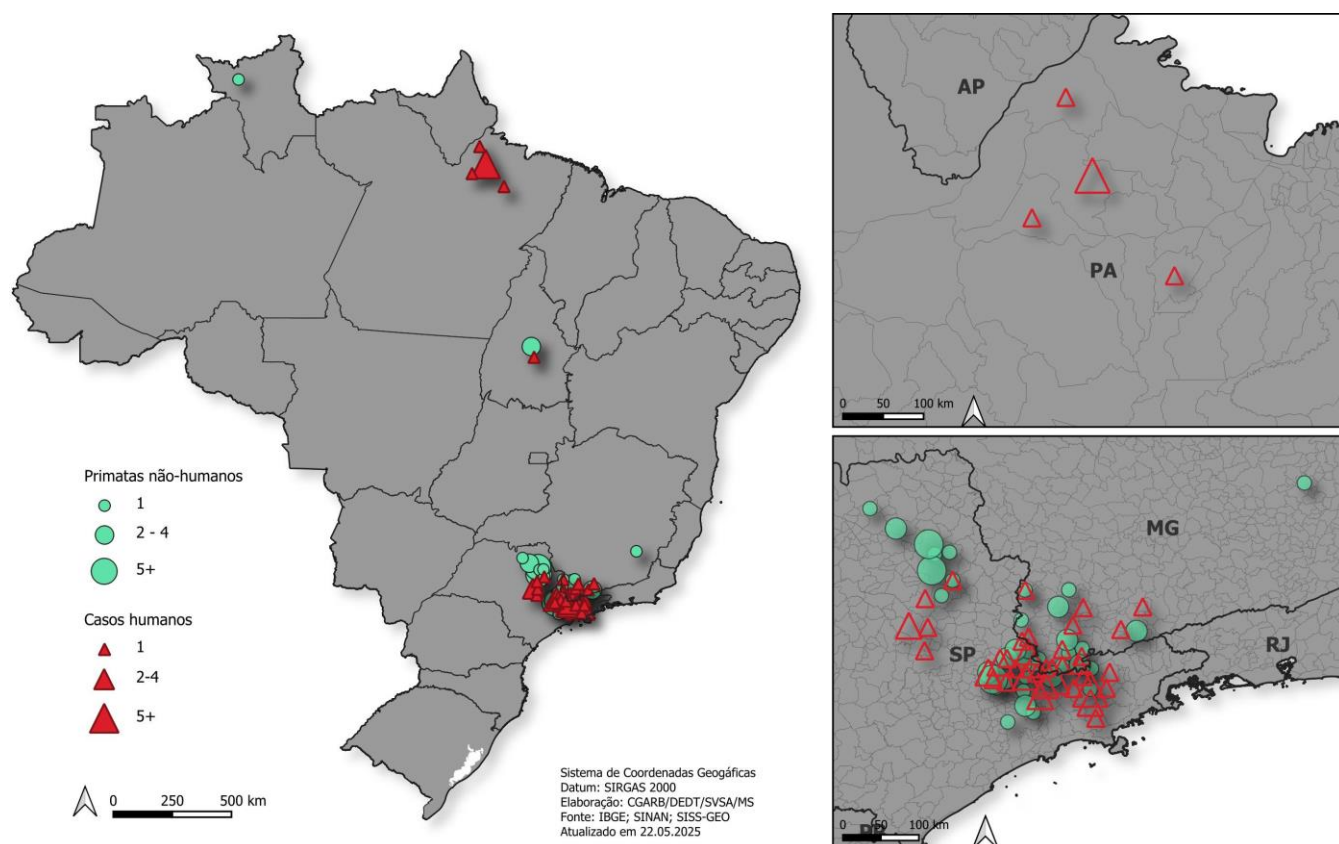 Primatas não-humanos
1
2 - 4
5+
Casos humanos
1
2-4
5+
0 250 500 km
Sistema de Coordenadas Geogáficas
Datum: SIRGAS 2000
Elaboração: CGARB/DEDT/SVSA/MS
Fonte: IBGE; SINAN; SISS-GEO
Atualizado em 22.05.2025
AP
PA
0 50 100 km
MG
SP
RJ
PR
0 50 100 km